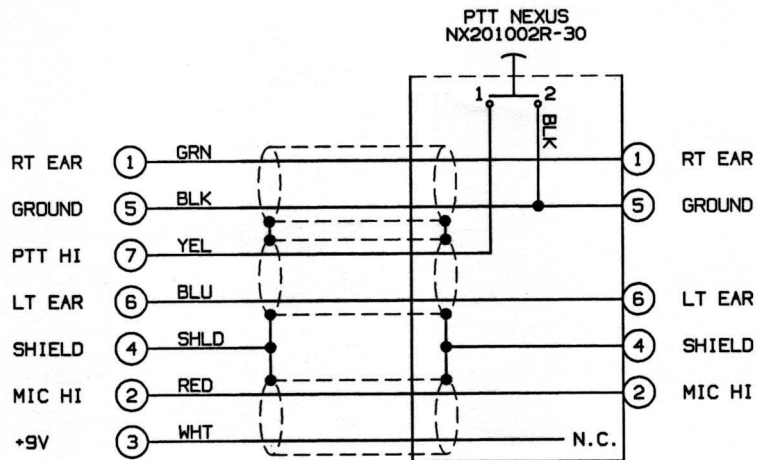 PTT NEXUS
NX201002R-30
1 2
BLK
RT EAR 1 GRN 1 RT EAR
GROUND 5 BLK 5 GROUND
PTT HI 7 YEL
LT EAR 6 BLU 6 LT EAR
SHIELD 4 SHLD 4 SHIELD
MIC HI 2 RED 2 MIC HI
+9V 3 WHT N.C.